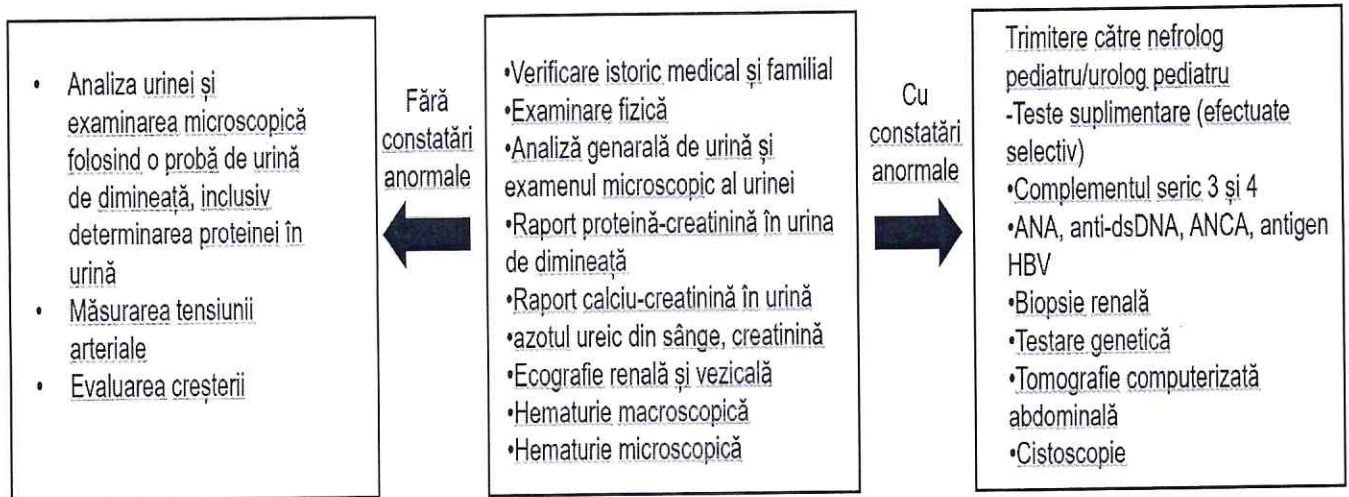 • Analiza urinei și
examinarea microscopică
folosind o probă de urină
de dimineață, inclusiv
determinarea proteinei în
urină
• Măsurarea tensiunii
arteriale
• Evaluarea creșterii
Fără
constatări
anormale
•Verificare istoric medical și familial
•Examinare fizică
•Analiză genarală de urină și
examenul microscopic al urinei
•Raport proteină-creatinină în urina
de dimineață
•Raport calciu-creatinină în urină
•azotul ureic din sânge, creatinină
•Ecografie renală și vezicală
•Hematurie macroscopică
•Hematurie microscopică
Cu
constatări
anormale
Trimitere către nefrolog
pediatru/urolog pediatru
-Teste suplimentare (efectuate
selectiv)
•Complementul seric 3 și 4
•ANA, anti-dsDNA, ANCA, antigen
HBV
•Biopsie renală
•Testare genetică
•Tomografie computerizată
abdominală
•Cistoscopie